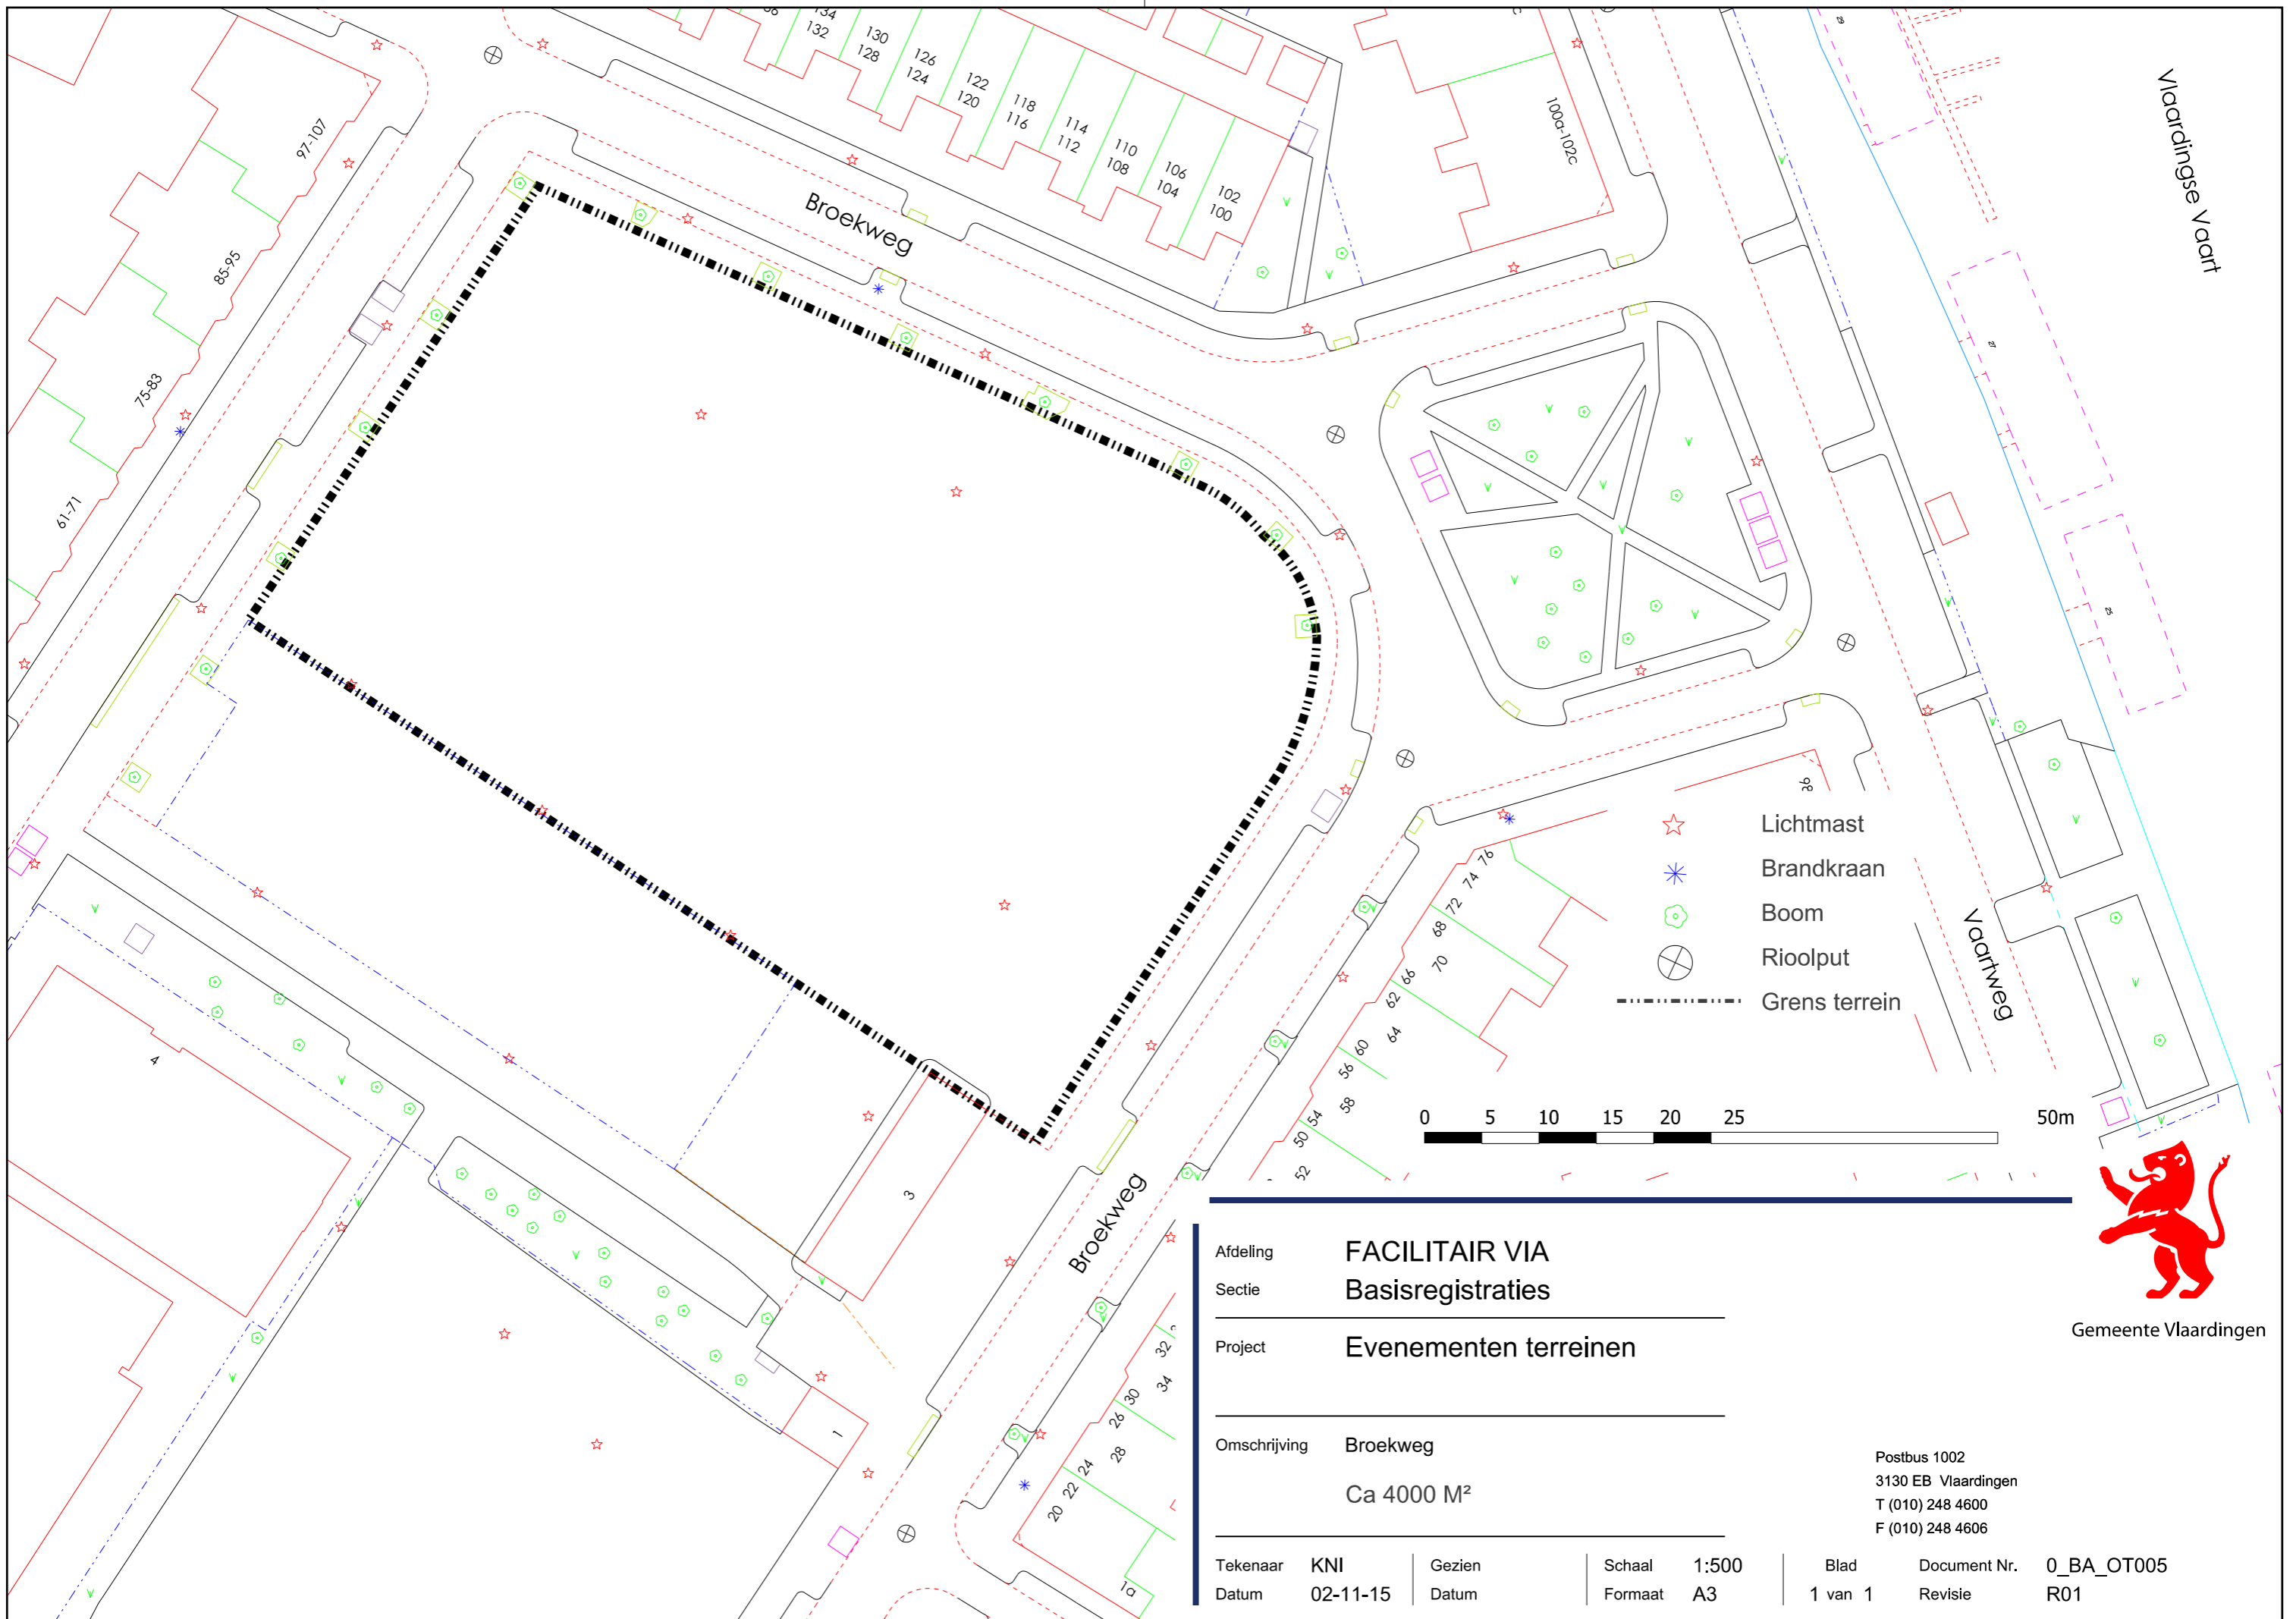 134
132
130
128
126
124
122
120
118
116
114
112
110
108
106
104
102
100
100a-102c
Vlaardingse Vaart
29
27
25
97-107
85-95
75-83
61-71
Broekweg
98
Lichtmast
Brandkraan
Boom
Rioolput
Grens terrein
Vaartweg
76
74
72
68
70
66
62
64
60
56
58
54
50
52
0 5 10 15 20 25 50m
4
3
1
Broekweg
32
34
30
26
28
24
22
20
1a
Gemeente Vlaardingen
Afdeling FACILITAIR VIA
Sectie Basisregistraties
Project Evenementen terreinen
Omschrijving Broekweg
Ca 4000 M²
Postbus 1002
3130 EB Vlaardingen
T (010) 248 4600
F (010) 248 4606
Tekenaar KNI Gezien Schaal 1:500 Blad Document Nr. 0_BA_OT005
Datum 02-11-15 Datum Formaat A3 1 van 1 Revisie R01